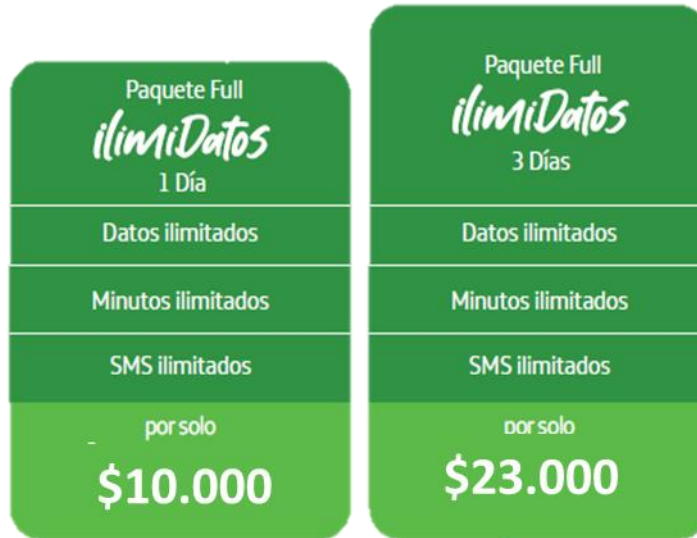 Paquete Full
ilimiDatos
1 Día
Datos ilimitados
Minutos ilimitados
SMS ilimitados
por solo
$10.000
Paquete Full
ilimiDatos
3 Días
Datos ilimitados
Minutos ilimitados
SMS ilimitados
por solo
$23.000